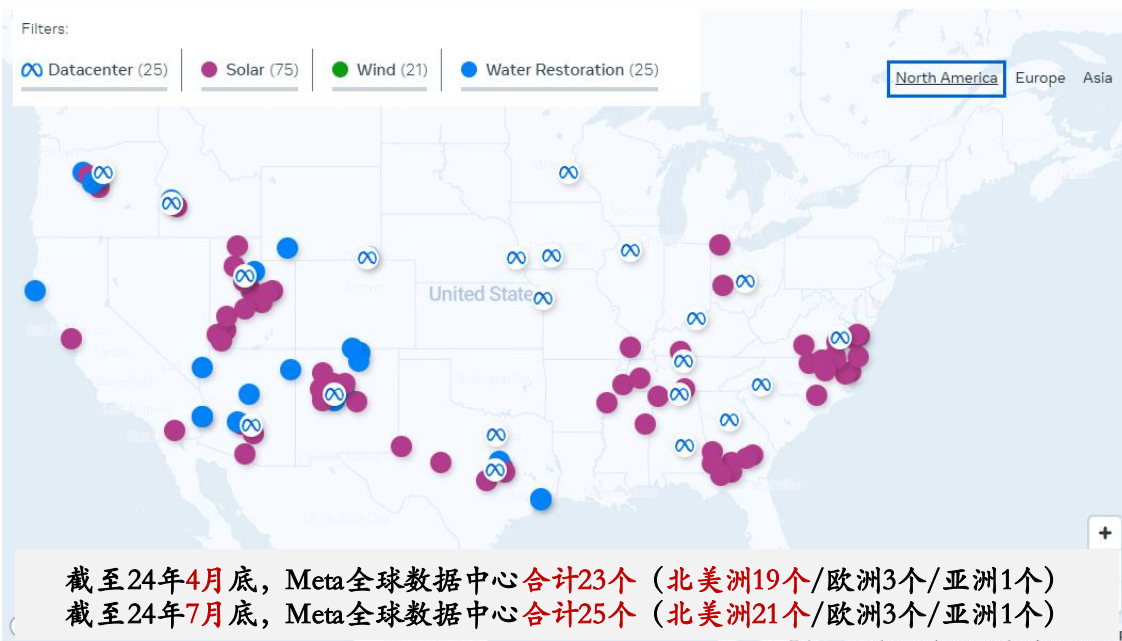 Filters:
Datacenter (25) Solar (75) Wind (21) Water Restoration (25)
North America Europe Asia
United State
+
截至24年4月底，Meta全球数据中心合计23个（北美洲19个/欧洲3个/亚洲1个）
截至24年7月底，Meta全球数据中心合计25个（北美洲21个/欧洲3个/亚洲1个）